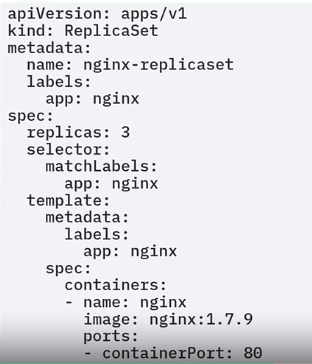 apiVersion: apps/v1
kind: ReplicaSet
metadata:
  name: nginx-replicaset
  labels:
    app: nginx
spec:
  replicas: 3
  selector:
    matchLabels:
      app: nginx
  template:
    metadata:
      labels:
        app: nginx
    spec:
      containers:
      - name: nginx
        image: nginx:1.7.9
        ports:
        - containerPort: 80